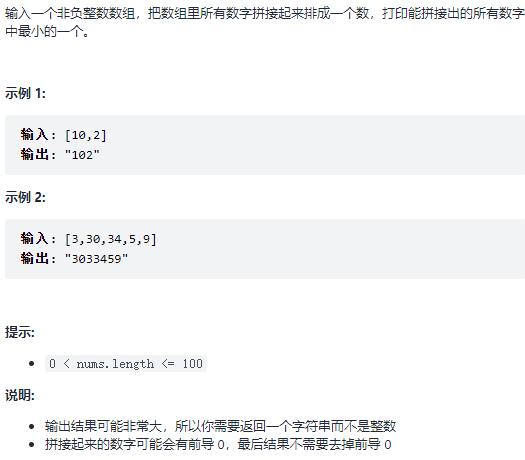 输入一个非负整数数组，把数组里所有数字拼接起来排成一个数，打印能拼接出的所有数字
中最小的一个。
示例 1:
输入: [10,2]
输出: "102"
示例 2:
输入: [3,30,34,5,9]
输出: "3033459"
提示:
• 0 < nums.length <= 100
说明:
• 输出结果可能非常大，所以你需要返回一个字符串而不是整数
• 拼接起来的数字可能会有前导 0，最后结果不需要去掉前导 0